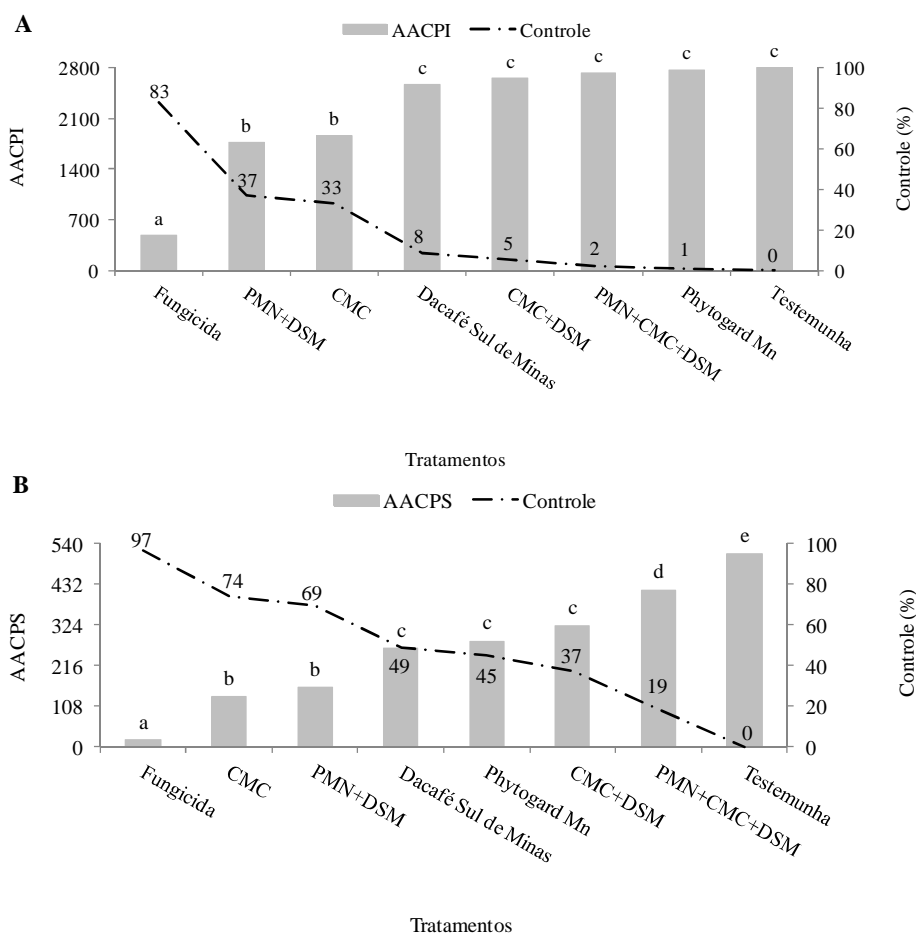 A
AACPI Controle
c c c c c
2800 100
83
2100 b b 80
AACPI
1400 60
37 33
Controle (%)
40
700 a 20
8 5 2 1 0
0 0
Fungicida
PMN+DSM
CMC
Dacafé Sul de Minas
CMC+DSM
PMN+CMC+DSM
Phytogard Mn
Testemunha
Tratamentos
B
AACPS Controle
540 97 e 100
432 74 69 d 80
AACPS
324 c c c 60
Controle (%)
216 b b 49 45 37 40
108 a 19 20
0 0 0
Fungicida
CMC
PMN+DSM
Dacafé Sul de Minas
Phytogard Mn
CMC+DSM
PMN+CMC+DSM
Testemunha
Tratamentos